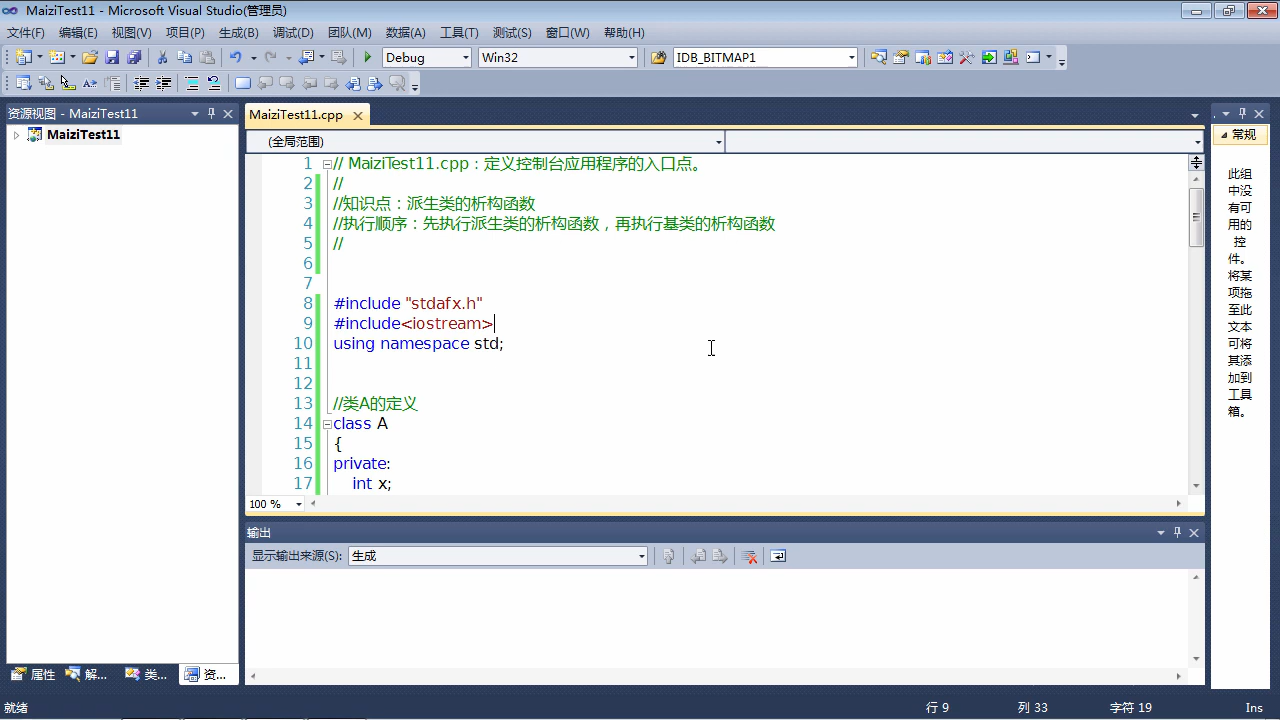 MaiziTest11 - Microsoft Visual Studio(管理员)
文件(F) 编辑(E) 视图(V) 项目(P) 生成(B) 调试(D) 团队(M) 数据(A) 工具(T) 测试(S) 窗口(W) 帮助(H)
Debug Win32 IDB_BITMAP1
资源视图 - MaiziTest11
MaiziTest11
MaiziTest11.cpp
(全局范围)
1 // MaiziTest11.cpp : 定义控制台应用程序的入口点。
2 //
3 //知识点：派生类的析构函数
4 //执行顺序：先执行派生类的析构函数，再执行基类的析构函数
5 //
6
7
8 #include "stdafx.h"
9 #include<iostream>
10 using namespace std;
11
12
13 //类A的定义
14 class A
15 {
16 private:
17 int x;
100 %
输出
显示输出来源(S): 生成
常规
此组
中没
有可
用的
控
件。
将某
项拖
至此
文本
可将
其添
加到
工具
箱。
属性 解... 类... 资...
就绪 行 9 列 33 字符 19 Ins